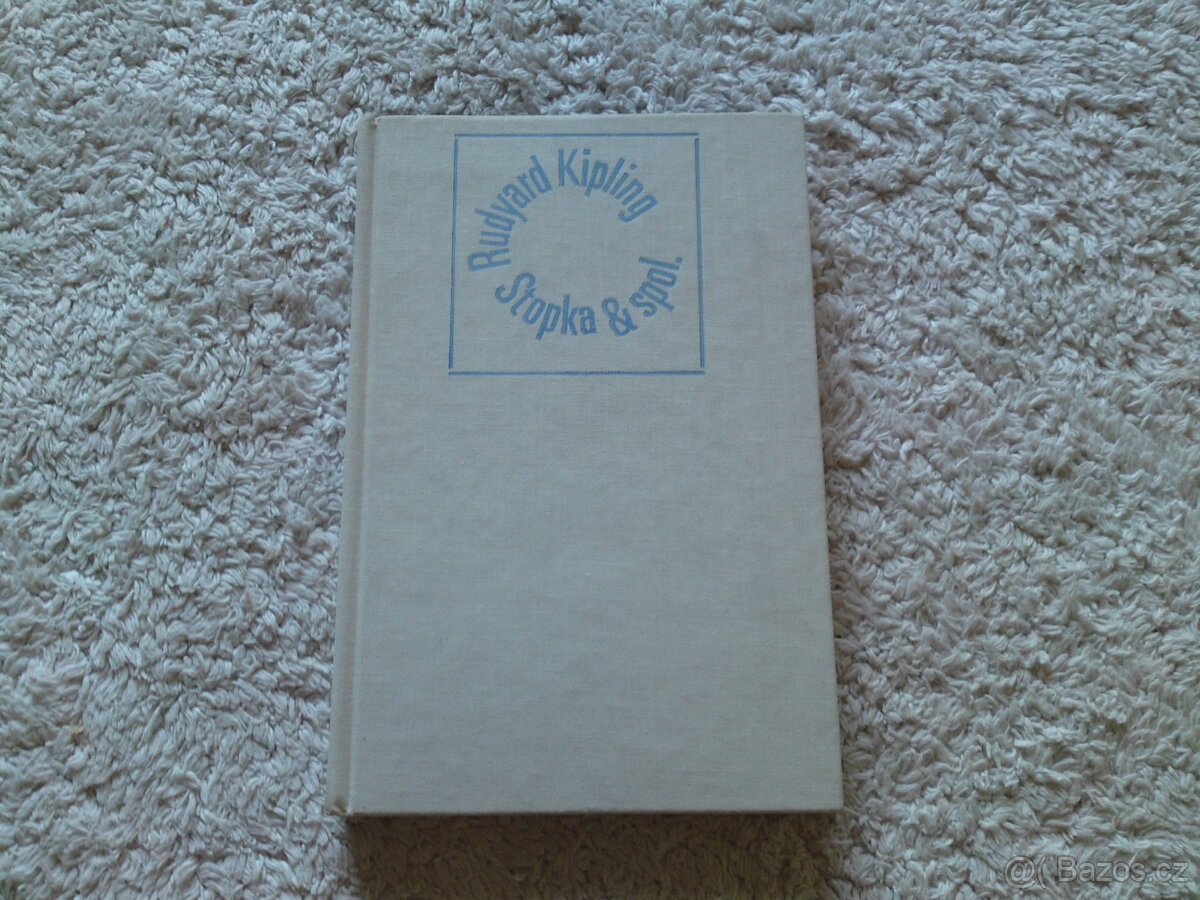 Rudyard Kipling
Stopka & spol.
@( Bazos.cz